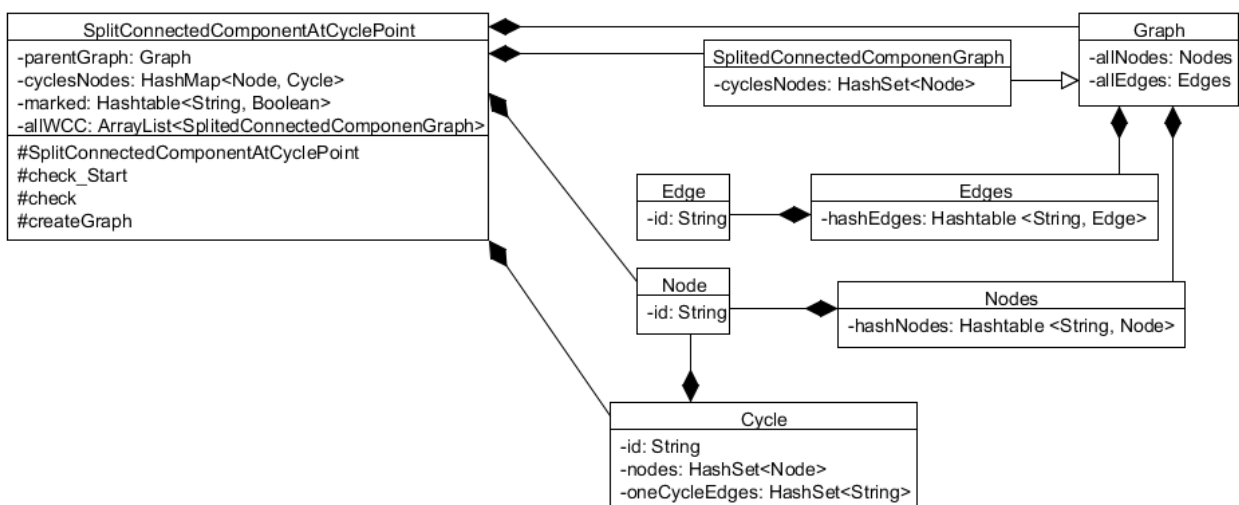 SplitConnectedComponentAtCyclePoint
-parentGraph: Graph
-cyclesNodes: HashMap<Node, Cycle>
-marked: Hashtable<String, Boolean>
-allWCC: ArrayList<SplitedConnectedComponenGraph>
#SplitConnectedComponentAtCyclePoint
#check_Start
#check
#createGraph
SplitedConnectedComponenGraph
-cyclesNodes: HashSet<Node>
Graph
-allNodes: Nodes
-allEdges: Edges
Edge
-id: String
Edges
-hashEdges: Hashtable <String, Edge>
Node
-id: String
Nodes
-hashNodes: Hashtable <String, Node>
Cycle
-id: String
-nodes: HashSet<Node>
-oneCycleEdges: HashSet<String>